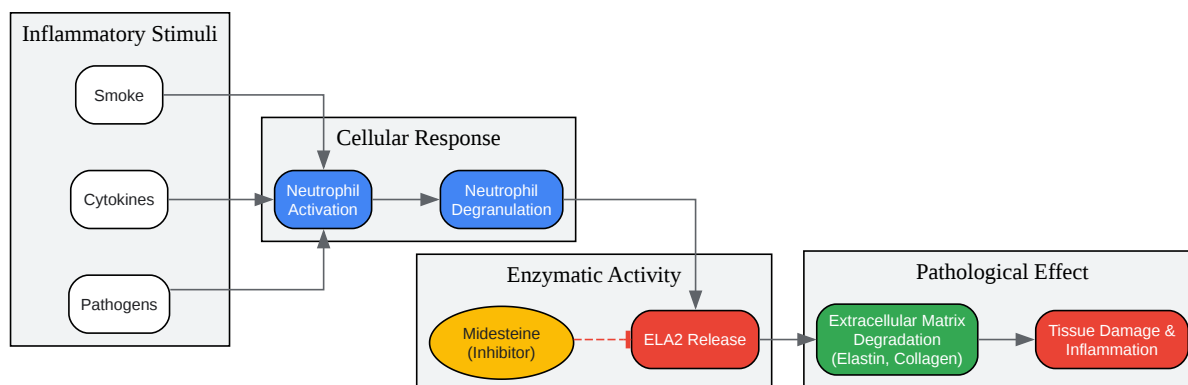 Inflammatory Stimuli
Smoke
Cytokines
Pathogens
Cellular Response
Neutrophil
Activation
Neutrophil
Degranulation
Enzymatic Activity
Midesteine
(Inhibitor)
ELA2 Release
Pathological Effect
Extracellular Matrix
Degradation
(Elastin, Collagen)
Tissue Damage &
Inflammation